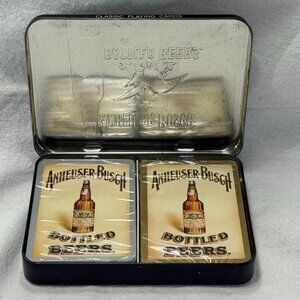 CLASSIC PLAYING CARDS
ANHEUSER-BUSCH
BOTTLED
BEERS.
ANHEUSER-BUSCH
BOTTLED
BEERS.